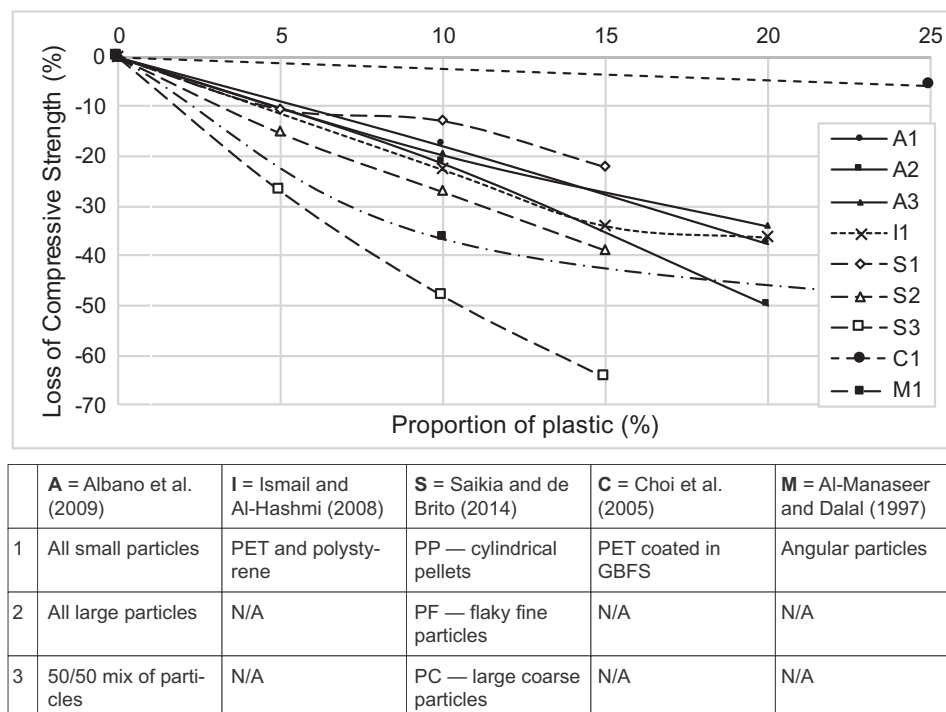 0 5 10 15 20 25
0
-10
-20
-30
-40
-50
-60
-70
Loss of Compressive Strength (%)
Proportion of plastic (%)
A1
A2
A3
I1
S1
S2
S3
C1
M1
A = Albano et al.
(2009)
I = Ismail and
Al-Hashmi (2008)
S = Saikia and de
Brito (2014)
C = Choi et al.
(2005)
M = Al-Manaseer
and Dalal (1997)
1
All small particles
PET and polysty-
rene
PP — cylindrical
pellets
PET coated in
GBFS
Angular particles
2
All large particles
N/A
PF — flaky fine
particles
N/A
N/A
3
50/50 mix of parti-
cles
N/A
PC — large coarse
particles
N/A
N/A